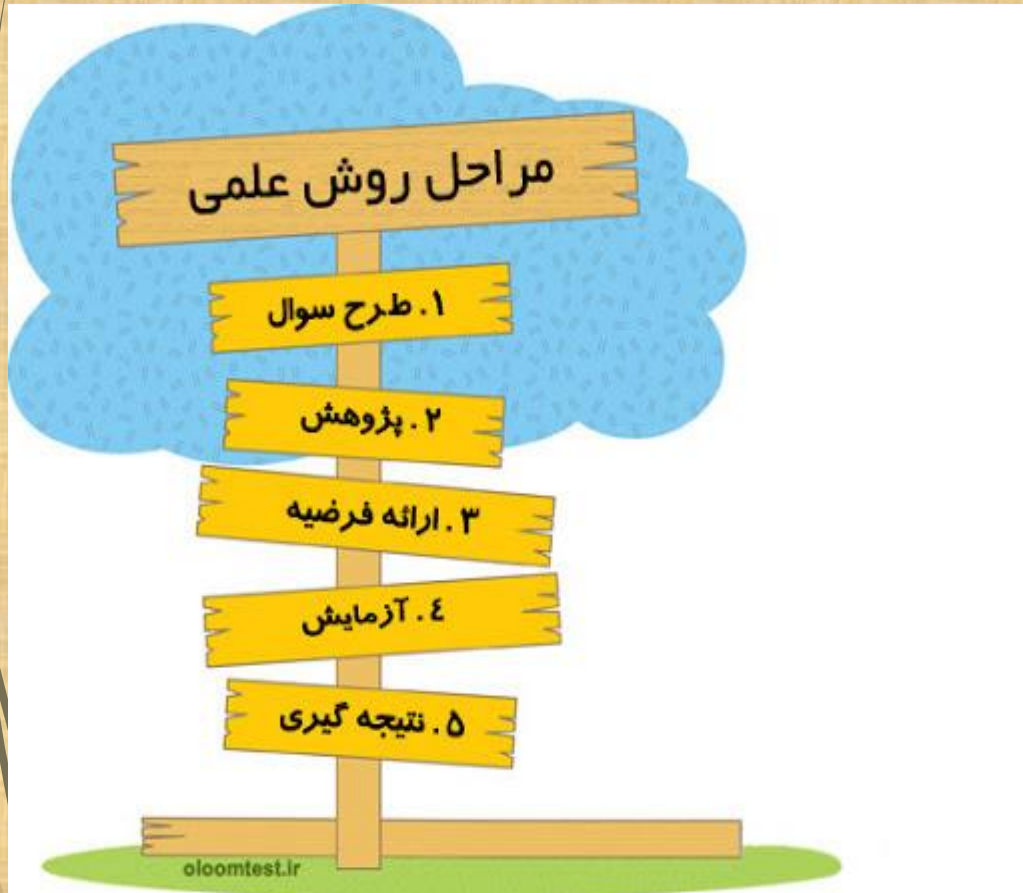 مراحل روش علمی
۱. طرح سوال
۲. پژوهش
۳. ارائه فرضیه
٤. آزمایش
۵. نتیجه گیری
oloomtest.ir